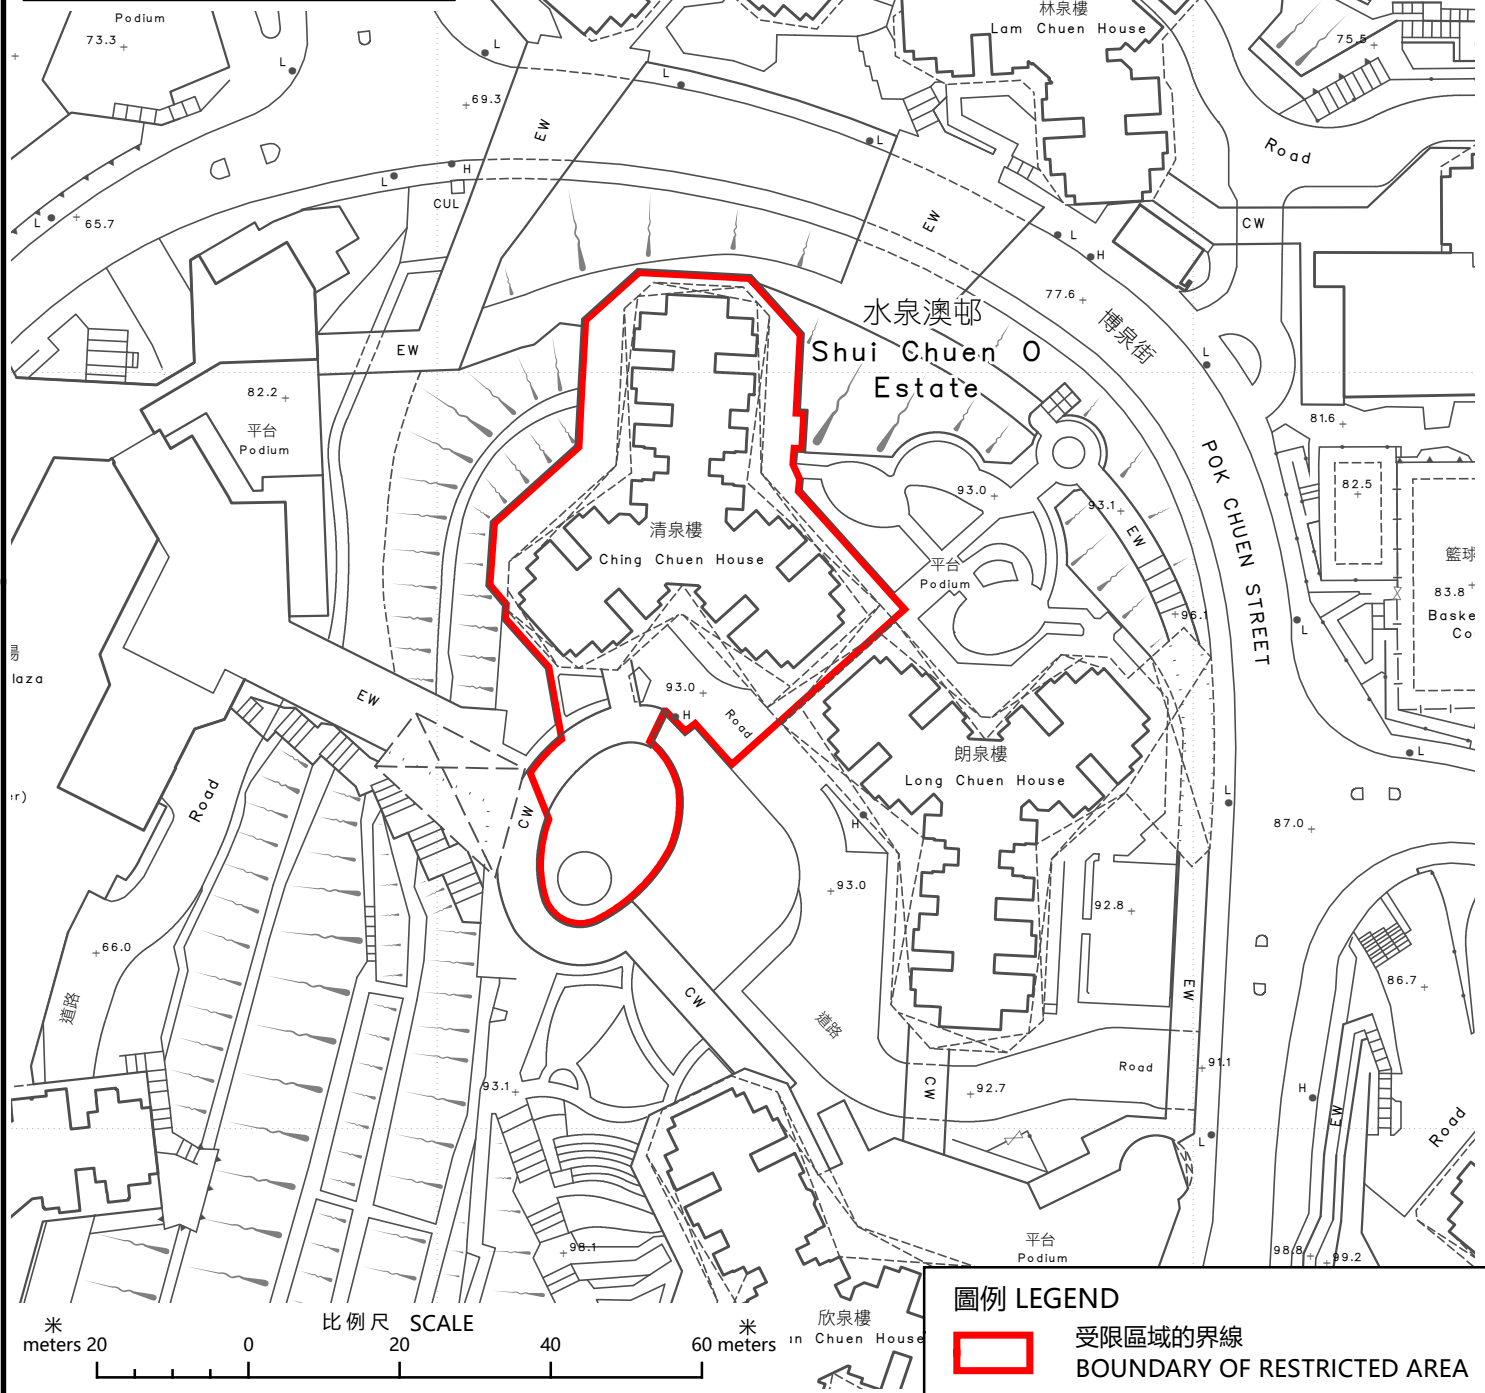 Podium
73.3
L
L
L
69.3
EW
林泉樓
Lam Chuen House
75.5
Road
L
H
L
CUL
L
65.7
EW
L
H
CW
77.6
水泉澳邨
Shui Chuen O
Estate
博泉街
L
EW
82.2
平台
Podium
81.6
POK CHUEN STREET
82.5
93.0
93.1
EW
清泉樓
Ching Chuen House
平台
Podium
籃球
83.8
Baske
Co
96.1
L
場
laza
EW
93.0
H
Road
朗泉樓
Long Chuen House
L
er)
Road
CW
H
L
87.0
93.0
92.8
66.0
道路
CW
道路
EW
86.7
93.1
CW
92.7
Road
91.1
H
EW
Road
L
98.1
平台
Podium
98.8
99.2
欣泉樓
n Chuen House
比例尺 SCALE
米
meters 20 0 20 40 60 米 meters
圖例 LEGEND
受限區域的界線
BOUNDARY OF RESTRICTED AREA